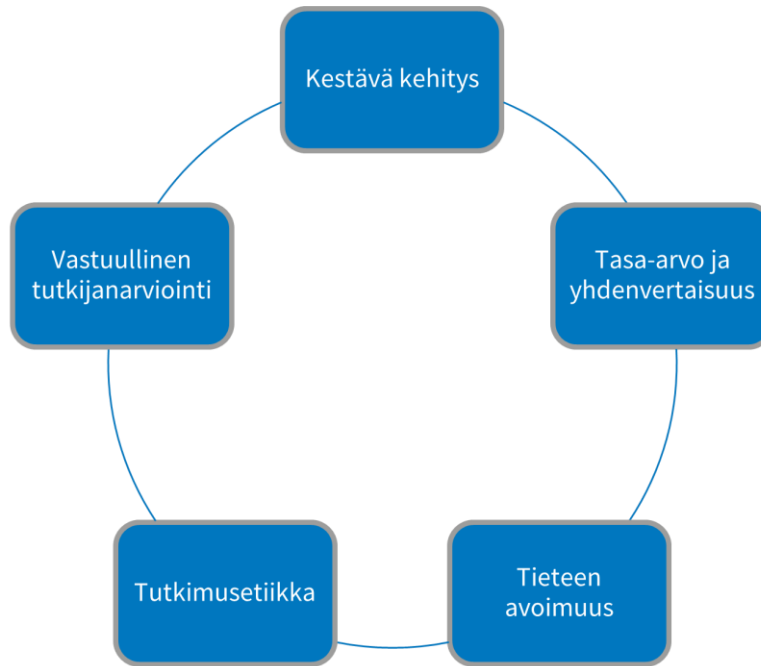 Kestävä kehitys
Tasa-arvo ja
yhdenvertaisuus
Tieteen
avoimuus
Tutkimusetiikka
Vastuullinen
tutkijanarviointi